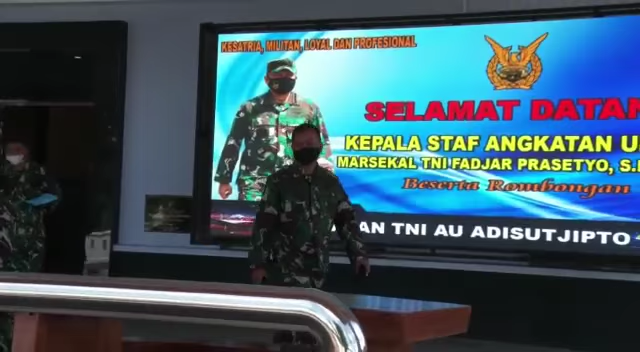 KESATRIA, MILITAN, LOYAL DAN PROFESIONAL
SELAMAT DATAN
KEPALA STAF ANGKATAN U
MARSEKAL TNI FADJAR PRASETYO, S.
Beserta Rombongan
AN TNI AU ADISUTJIPTO